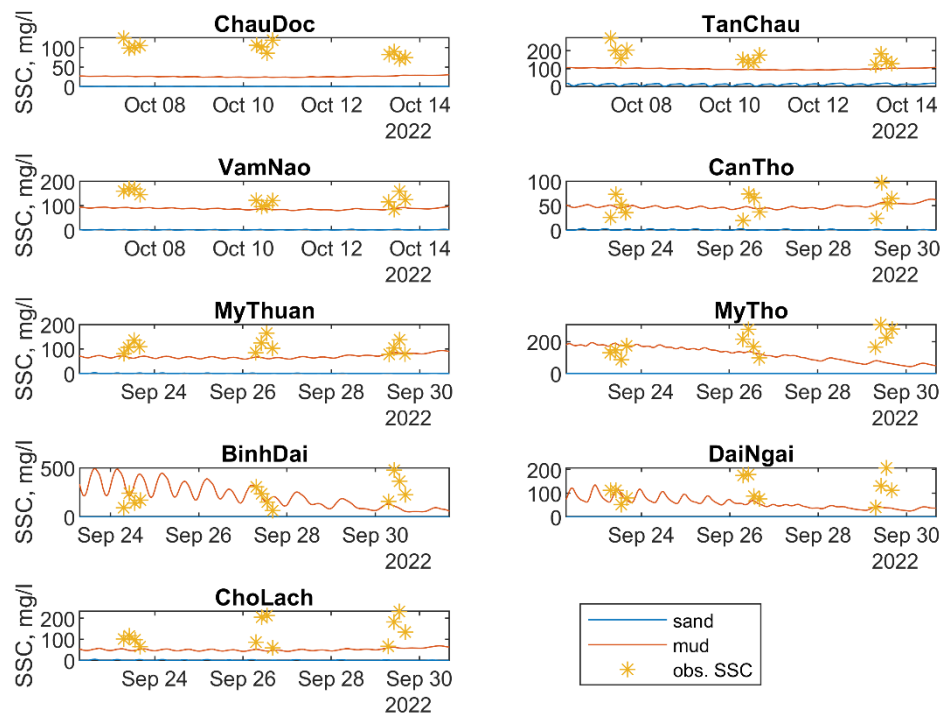 ChauDoc
SSC, mg/l
100
50
0
Oct 08 Oct 10 Oct 12 Oct 14
2022
TanChau
200
100
0
Oct 08 Oct 10 Oct 12 Oct 14
2022
VamNao
SSC, mg/l
200
100
0
Oct 08 Oct 10 Oct 12 Oct 14
2022
CanTho
100
50
0
Sep 24 Sep 26 Sep 28 Sep 30
2022
MyThuan
SSC, mg/l
200
100
0
Sep 24 Sep 26 Sep 28 Sep 30
2022
MyTho
200
0
Sep 24 Sep 26 Sep 28 Sep 30
2022
BinhDai
SSC, mg/l
500
0
Sep 24 Sep 26 Sep 28 Sep 30
2022
DaiNgai
200
100
0
Sep 24 Sep 26 Sep 28 Sep 30
2022
ChoLach
SSC, mg/l
200
100
0
Sep 24 Sep 26 Sep 28 Sep 30
2022
sand
mud
obs. SSC